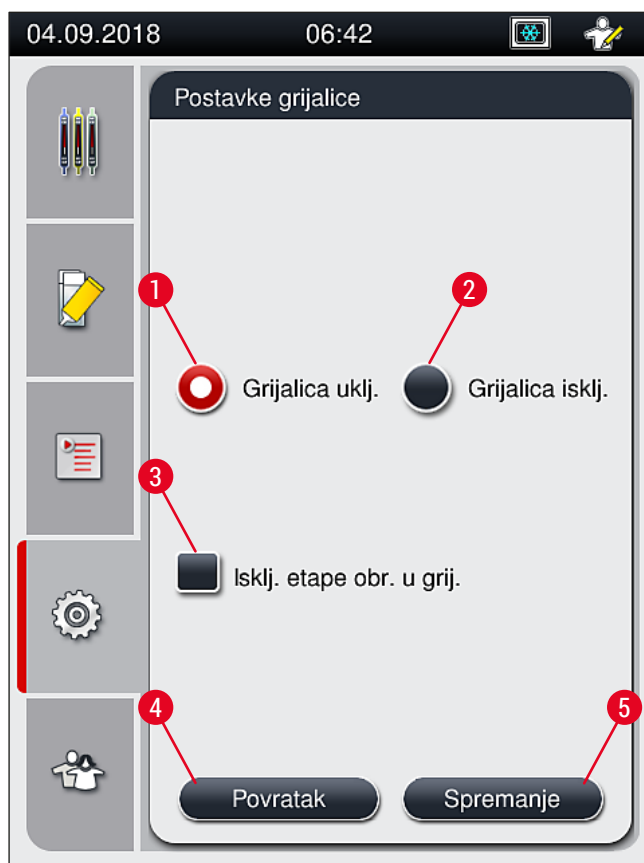 04.09.2018 06:42
Postavke grijalice
1 2
Grijalica uklj. Grijalica isklj.
3
Isklj. etape obr. u grij.
4 5
Povratak Spremanje